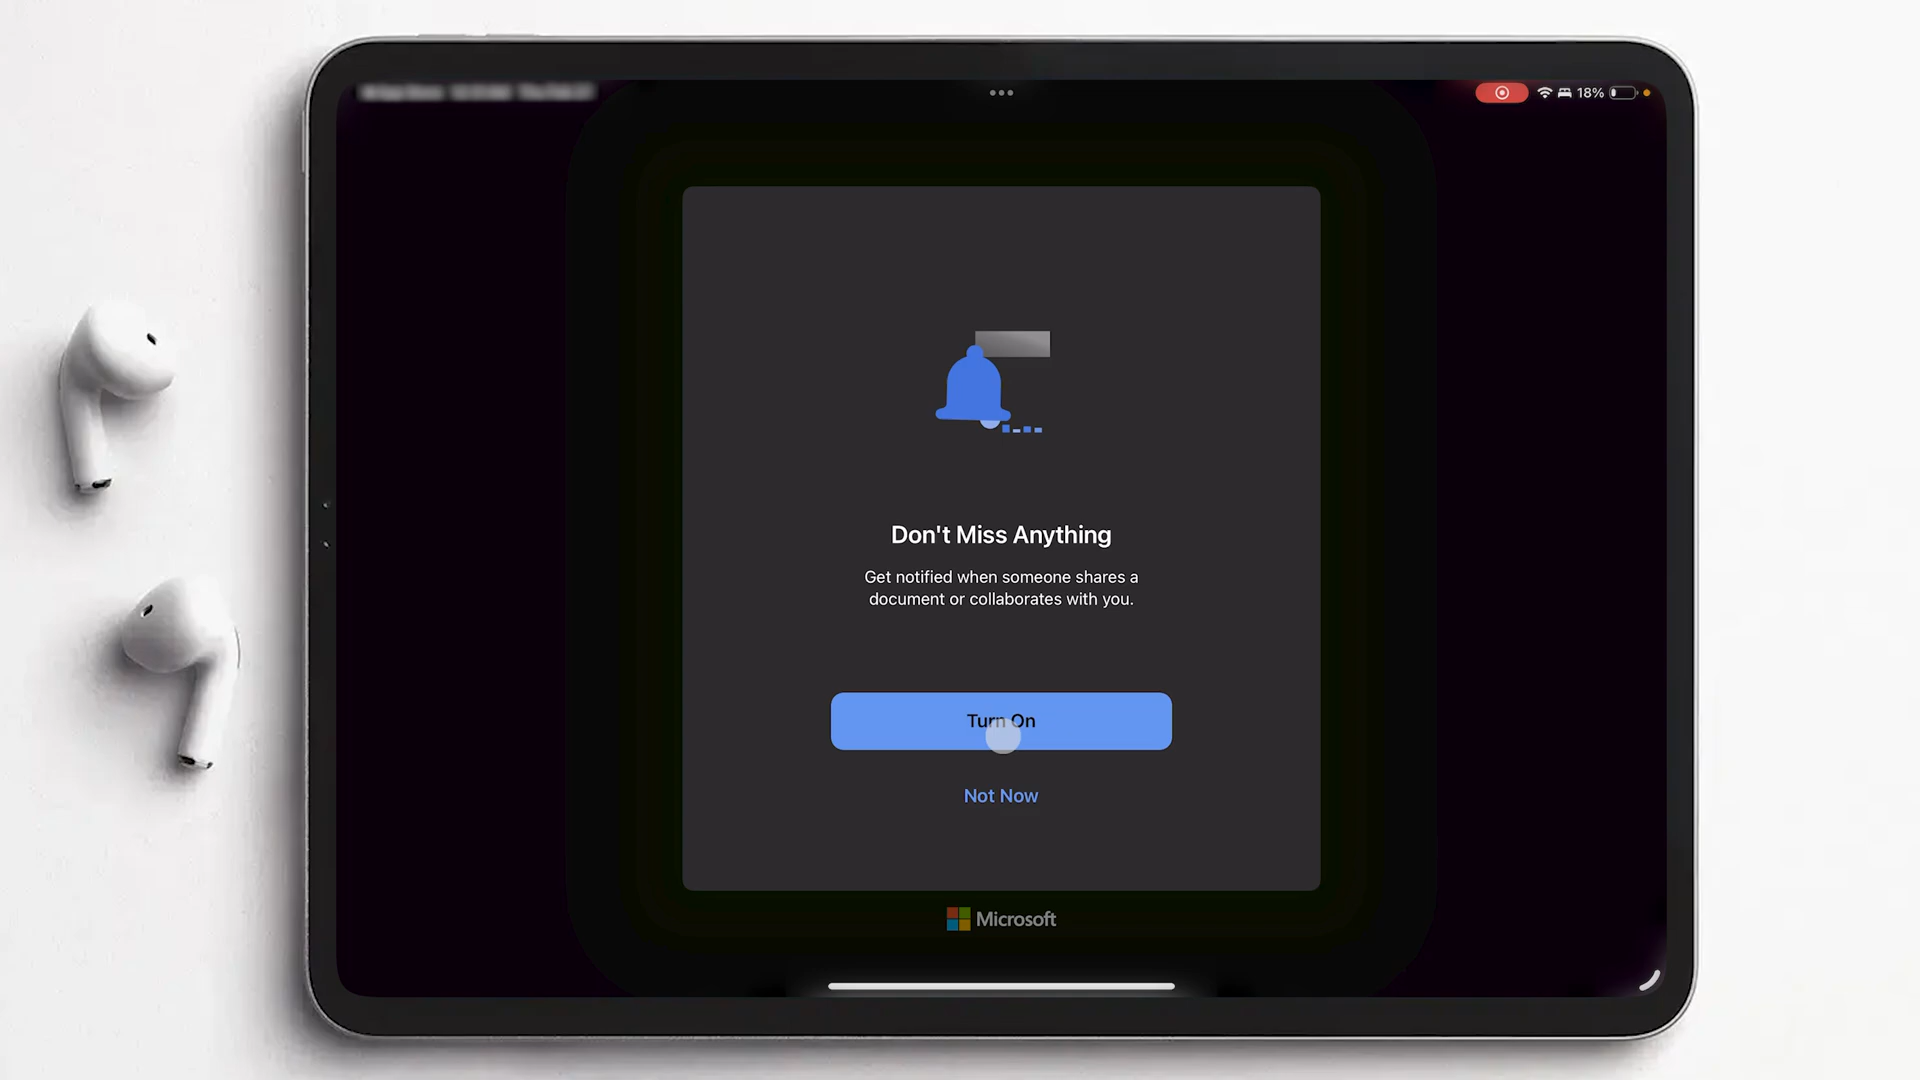 18%
Don't Miss Anything
Get notified when someone shares a
document or collaborates with you.
Turn On
Not Now
Microsoft